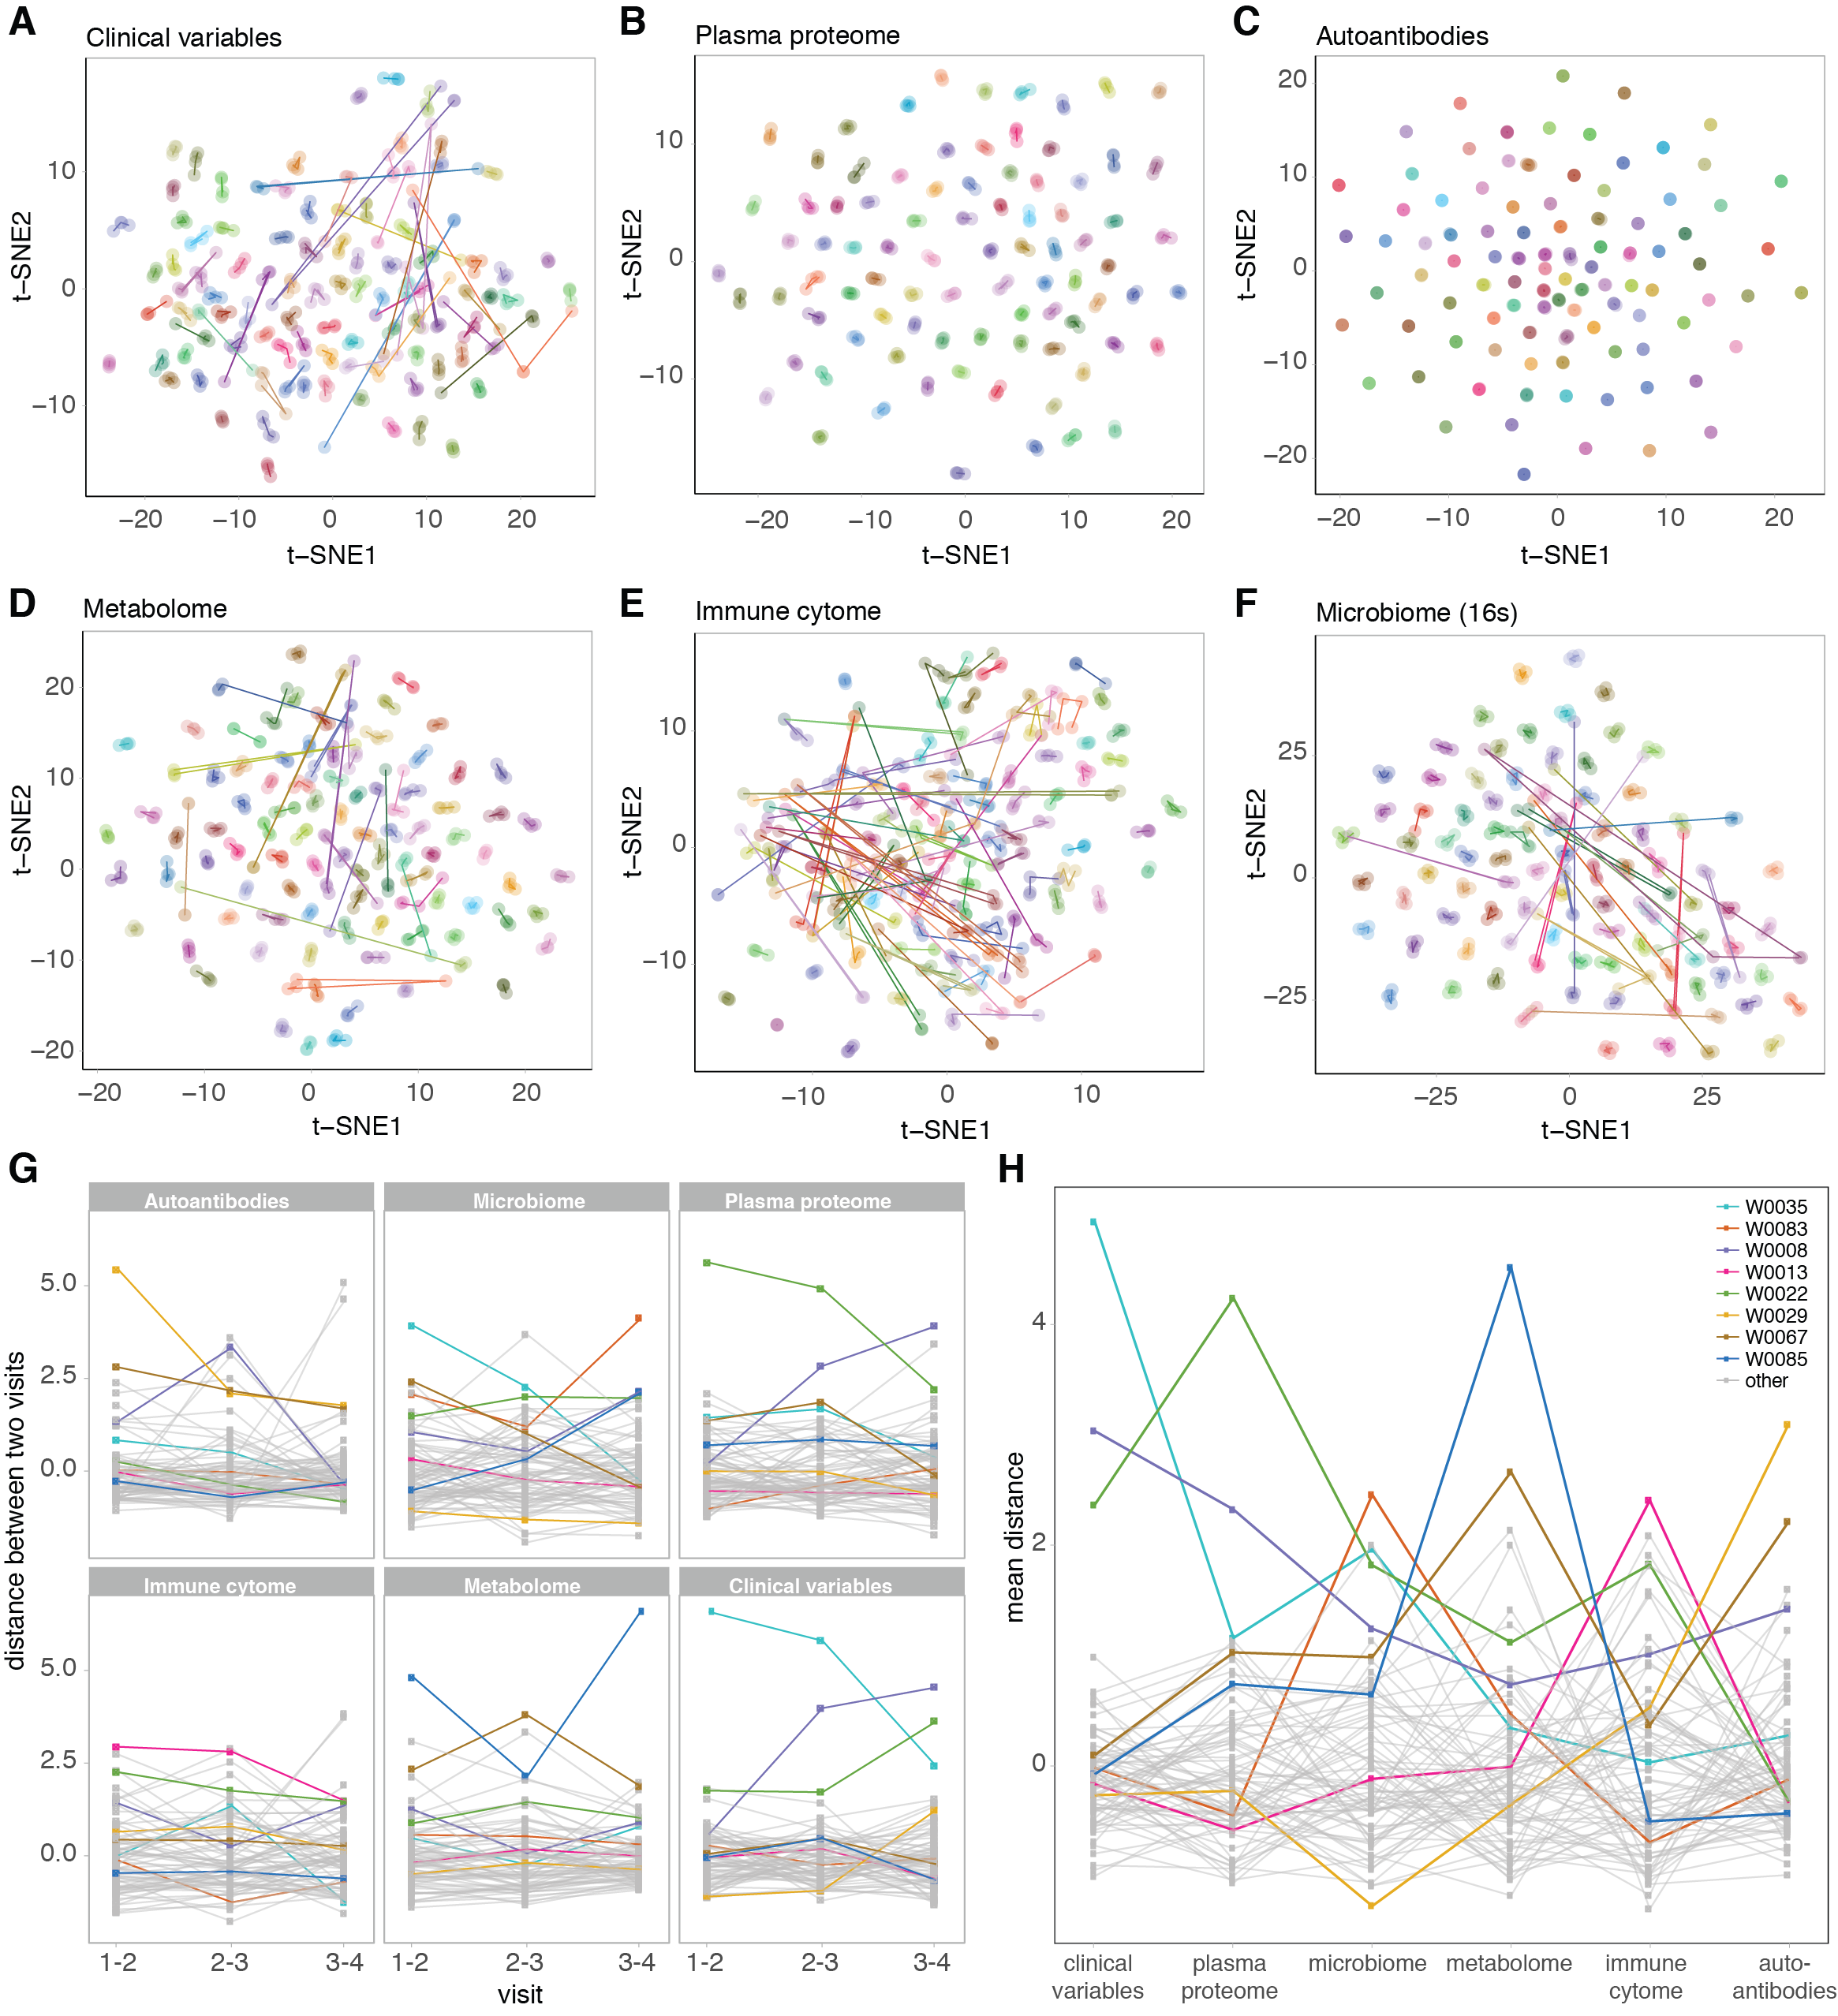 A
Clinical variables
10
0
−10
t−SNE2
−20 −10 0 10 20
t−SNE1
B
Plasma proteome
10
0
−10
t−SNE2
−20 −10 0 10 20
t−SNE1
C
Autoantibodies
20
10
0
−10
−20
t−SNE2
−20 −10 0 10 20
t−SNE1
D
Metabolome
20
10
0
−10
−20
t−SNE2
−20 −10 0 10 20
t−SNE1
E
Immune cytome
10
0
−10
t−SNE2
−10 0 10
t−SNE1
F
Microbiome (16s)
25
0
−25
t−SNE2
−25 0 25
t−SNE1
G
Autoantibodies Microbiome Plasma proteome
5.0
2.5
0.0
Immune cytome Metabolome Clinical variables
5.0
2.5
0.0
distance between two visits
1-2 2-3 3-4 1-2 2-3 3-4 1-2 2-3 3-4
visit
H
W0035
W0083
W0008
W0013
W0022
W0029
W0067
W0085
other
4
2
0
mean distance
clinical plasma microbiome metabolome immune auto-
variables proteome cytome antibodies